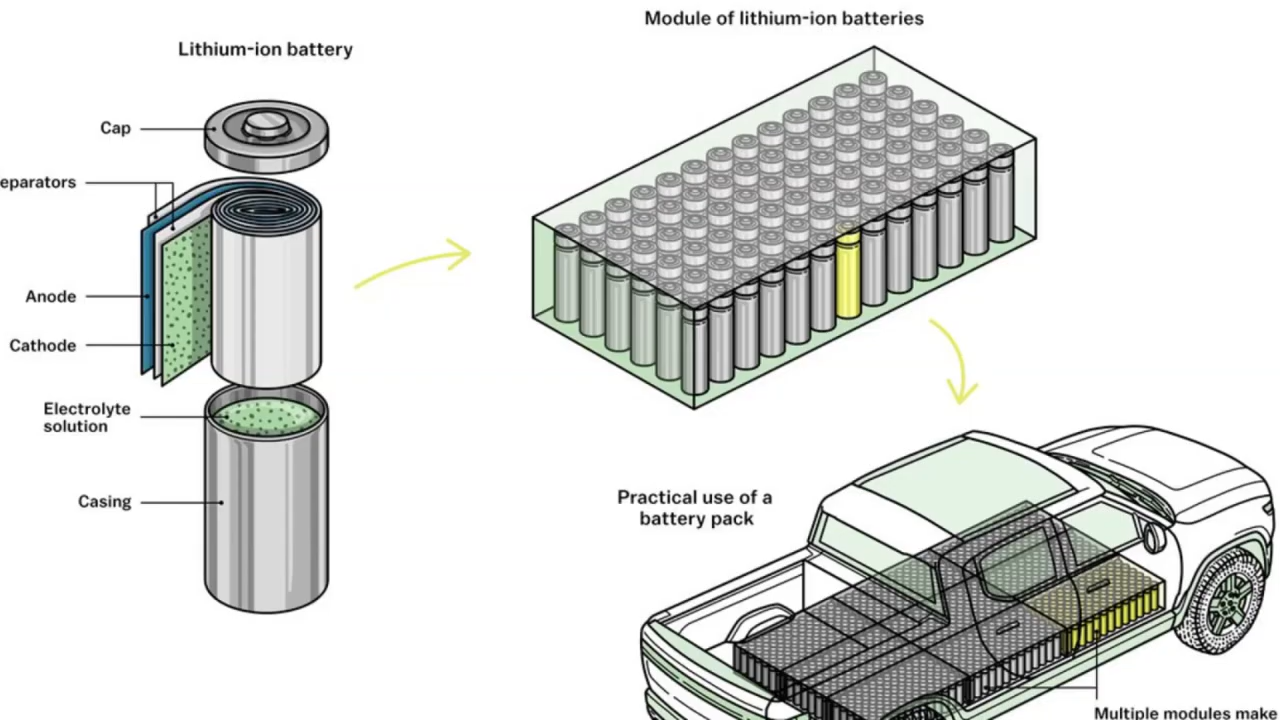 Module of lithium-ion batteries
Lithium-ion battery
Cap
eparators
Anode
Cathode
Electrolyte
solution
Casing
Practical use of a
battery pack
Multiple modules make